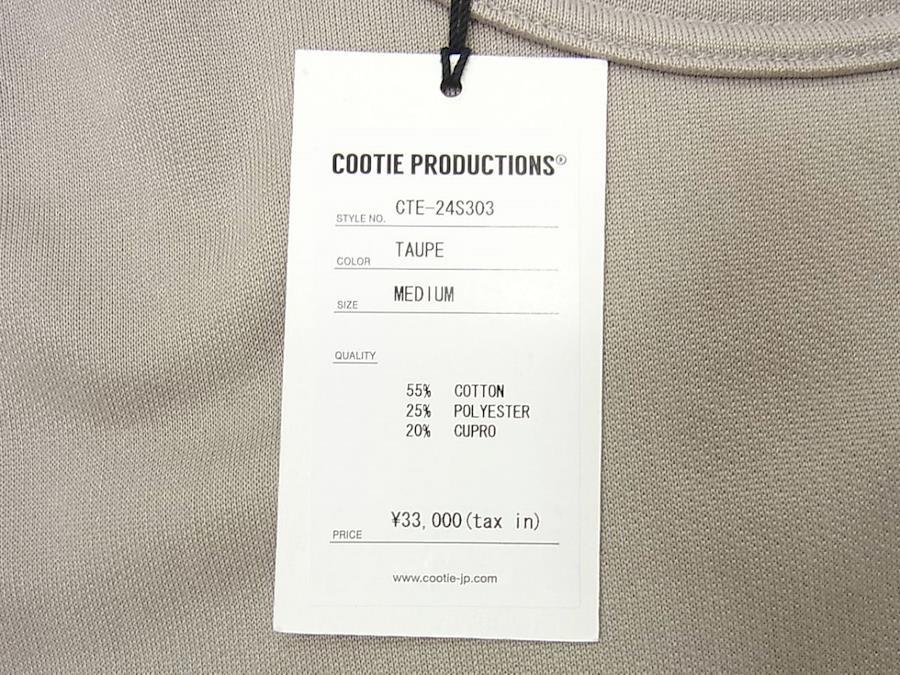 COOTIE PRODUCTIONS®
STYLE NO. CTE-24S303
COLOR TAUPE
SIZE MEDIUM
QUALITY
55% COTTON
25% POLYESTER
20% CUPRO
PRICE ¥33,000(tax in)
www.cootie-jp.com